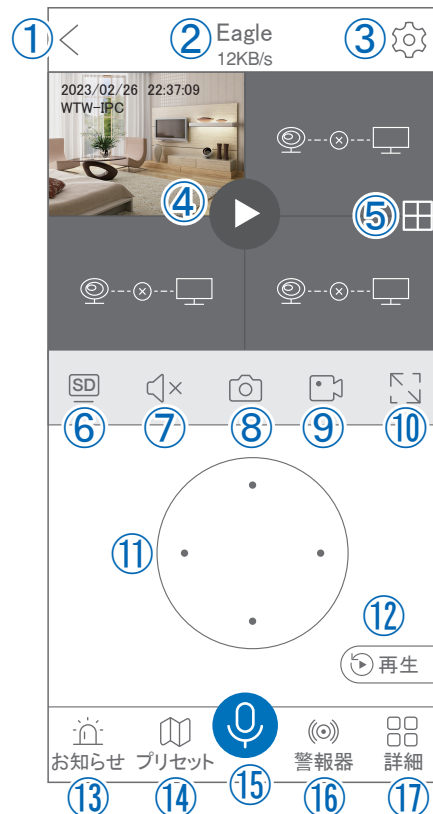 ① ② Eagle ③
12KB/s
2023/02/26 22:37:09
WTW-IPC
④
⑤
SD
⑥ ⑦ ⑧ ⑨ ⑩
⑪
⑫
再生
お知らせ プリセット 警報器 詳細
⑬ ⑭ ⑮ ⑯ ⑰